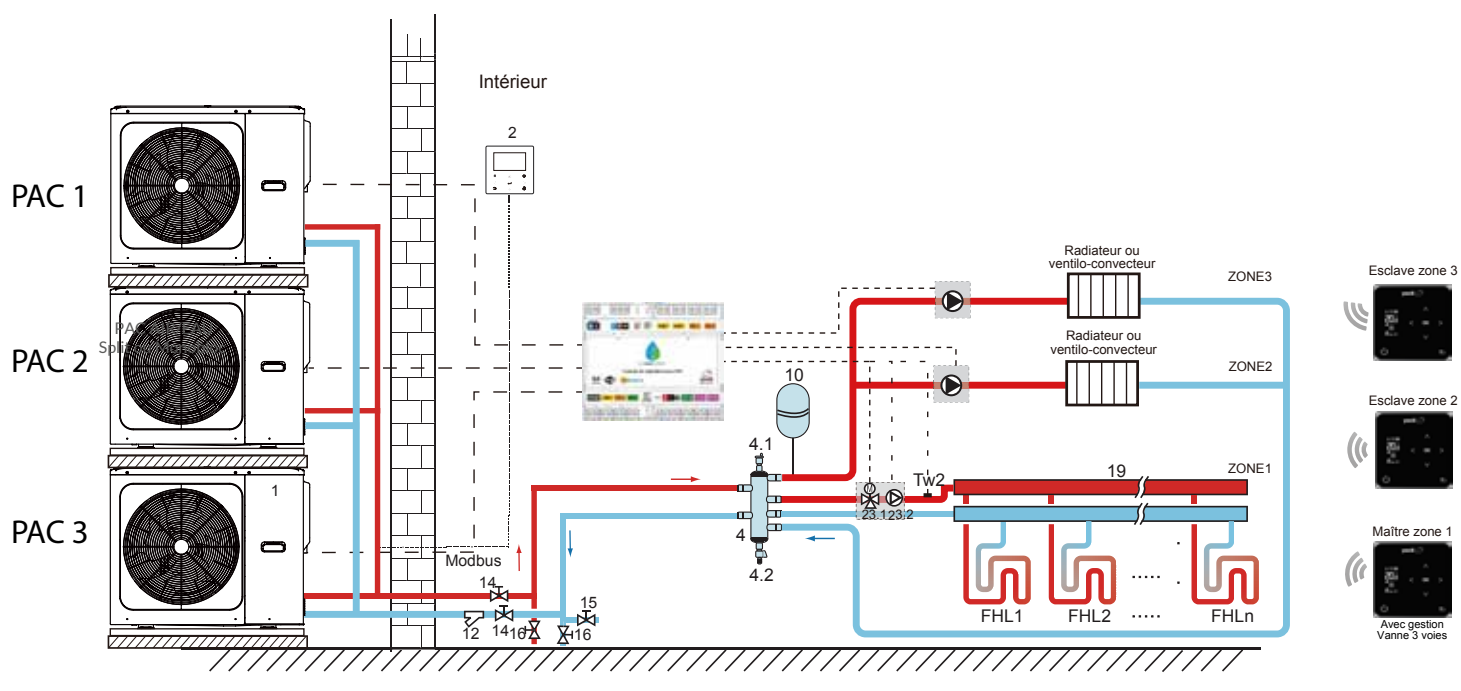 Intérieur
2
PAC 1
PAC 2
PAC 3
PA
Split
1
Modbus
14
14
12
16
16
15
10
4.1
4
4.2
23.1
23.2
Tw2
19
Radiateur ou
ventilo-convecteur
ZONE3
Radiateur ou
ventilo-convecteur
ZONE2
ZONE1
FHL1
FHL2
.....
.....
FHLn
Esclave zone 3
Esclave zone 2
Maître zone 1
Avec gestion
Vanne 3 voies